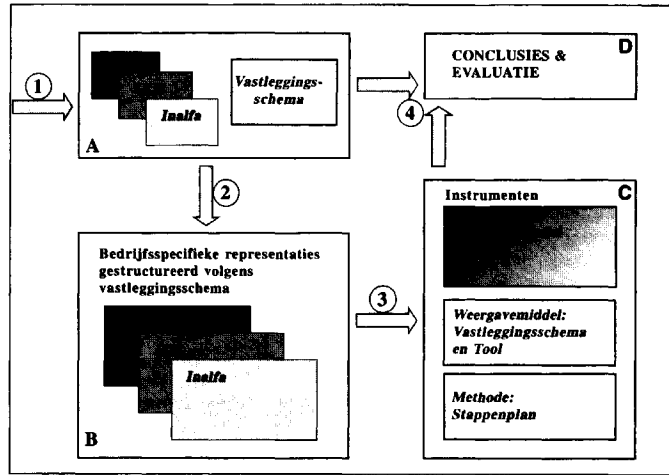 1
Inalfa
Vastleggings-
schema
A
2
Bedrijfsspecifieke representaties
gestructureerd volgens
vastleggingsschema
Inalfa
B
3
Instrumenten
C
Weergavemiddel:
Vastleggingsschema
en Tool
Methode:
Stappenplan
4
CONCLUSIES &
EVALUATIE
D